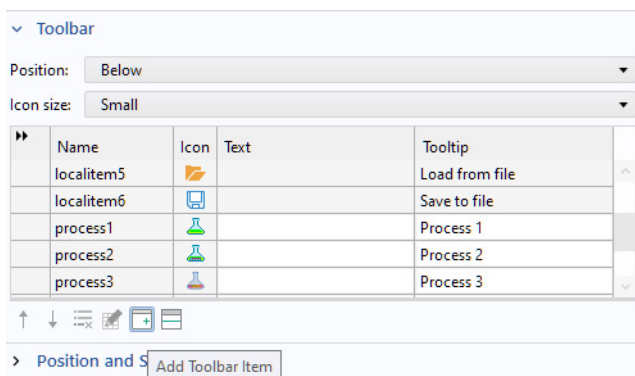 Toolbar
Position: Below
Icon size: Small
Name Icon Text Tooltip
localitem5 Load from file
localitem6 Save to file
process1 Process 1
process2 Process 2
process3 Process 3
Position and S
Add Toolbar Item